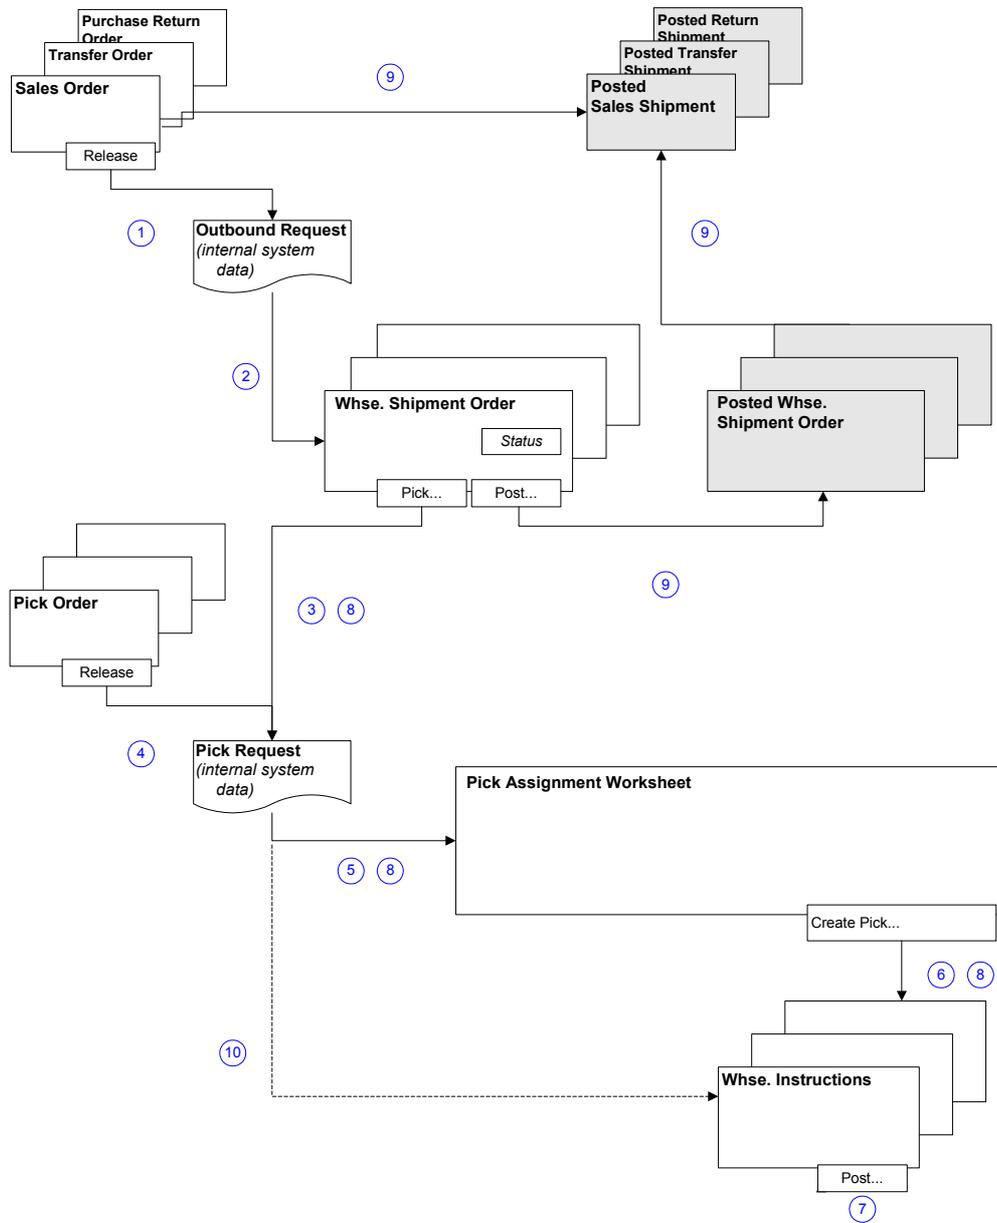 Purchase Return
Order
Transfer Order
Sales Order
Release
Posted Return
Shipment
Posted Transfer
Shipment
Posted
Sales Shipment
9
1
Outbound Request
(internal system
data)
9
2
Whse. Shipment Order
Status
Pick...
Post...
Posted Whse.
Shipment Order
9
Pick Order
Release
3
8
4
Pick Request
(internal system
data)
Pick Assignment Worksheet
5
8
Create Pick...
6
8
10
Whse. Instructions
Post...
7